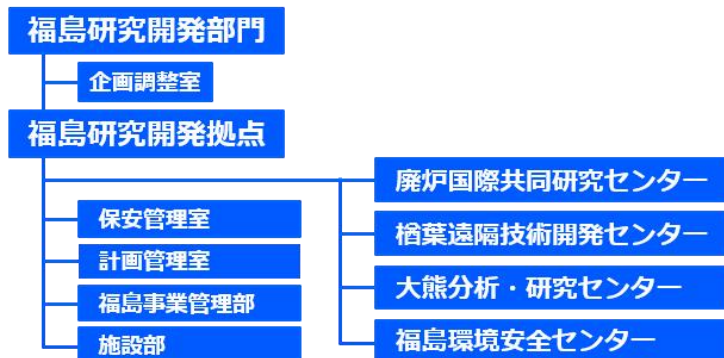 福島研究開発部門
企画調整室
福島研究開発拠点
廃炉国際共同研究センター
楢葉遠隔技術開発センター
大熊分析・研究センター
福島環境安全センター
保安管理室
計画管理室
福島事業管理部
施設部